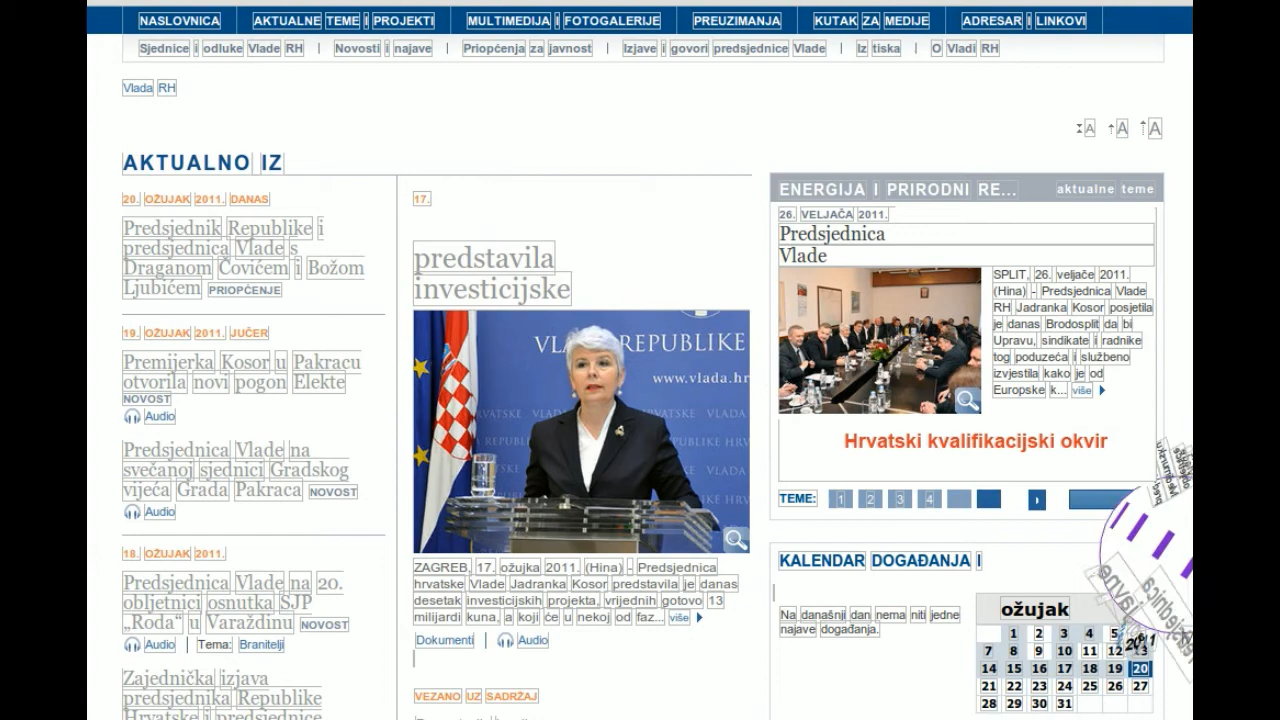 NASLOVNICA AKTUALNE TEME I PROJEKTI MULTIMEDIJA I FOTOGALERIJE PREUZIMANJA KUTAK ZA MEDIJE ADRESAR I LINKOVI
Sjednice i odluke Vlade RH | Novosti i najave | Priopćenja za javnost | Izjave i govori predsjednice Vlade | Iz tiska | O Vladi RH
Vlada RH
A A A
AKTUALNO IZ
20. OŽUJAK 2011. DANAS
Predsjednik Republike i
predsjednica Vlade s
Draganom Čovićem i Božom
Ljubićem PRIOPĆENJE
19. OŽUJAK 2011. JUČER
Premijerka Kosor u Pakracu
otvorila novi pogon Elekte
NOVOST
Audio
Predsjednica Vlade na
svečanoj sjednici Gradskog
vijeća Grada Pakraca NOVOST
Audio
18. OŽUJAK 2011.
Predsjednica Vlade na 20.
obljetnici osnutka SJP
„Roda“ u Varaždinu NOVOST
Audio | Tema: Branitelji
Zajednička izjava
predsjednika Republike
Hrvatske i predsjednice
17.
predstavila
investicijske
VLADA REPUBLIKE
www.vlada.hr
ZAGREB, 17. ožujka 2011. (Hina) - Predsjednica
hrvatske Vlade Jadranka Kosor predstavila je danas
desetak investicijskih projekta, vrijednih gotovo 13
milijardi kuna, a koji će u nekoj od faz... više
Dokumenti | Audio
VEZANO UZ SADRŽAJ
ENERGIJA I PRIRODNI RE... aktualne teme
26. VELJAČA 2011.
Predsjednica
Vlade
SPLIT, 26. veljače 2011.
(Hina) - Predsjednica Vlade
RH Jadranka Kosor posjetila
je danas Brodosplit da bi
Upravu, sindikate i radnike
tog poduzeća i službeno
izvjestila kako je od
Europske k... više
Hrvatski kvalifikacijski okvir
TEME: 1 2 3 4
KALENDAR DOGAĐANJA I
Na današnji dan nema niti jedne
najave događanja.
ožujak
2011
1 2 3 4 5 6
7 8 9 10 11 12 13
14 15 16 17 18 19 20
21 22 23 24 25 26 27
28 29 30 31